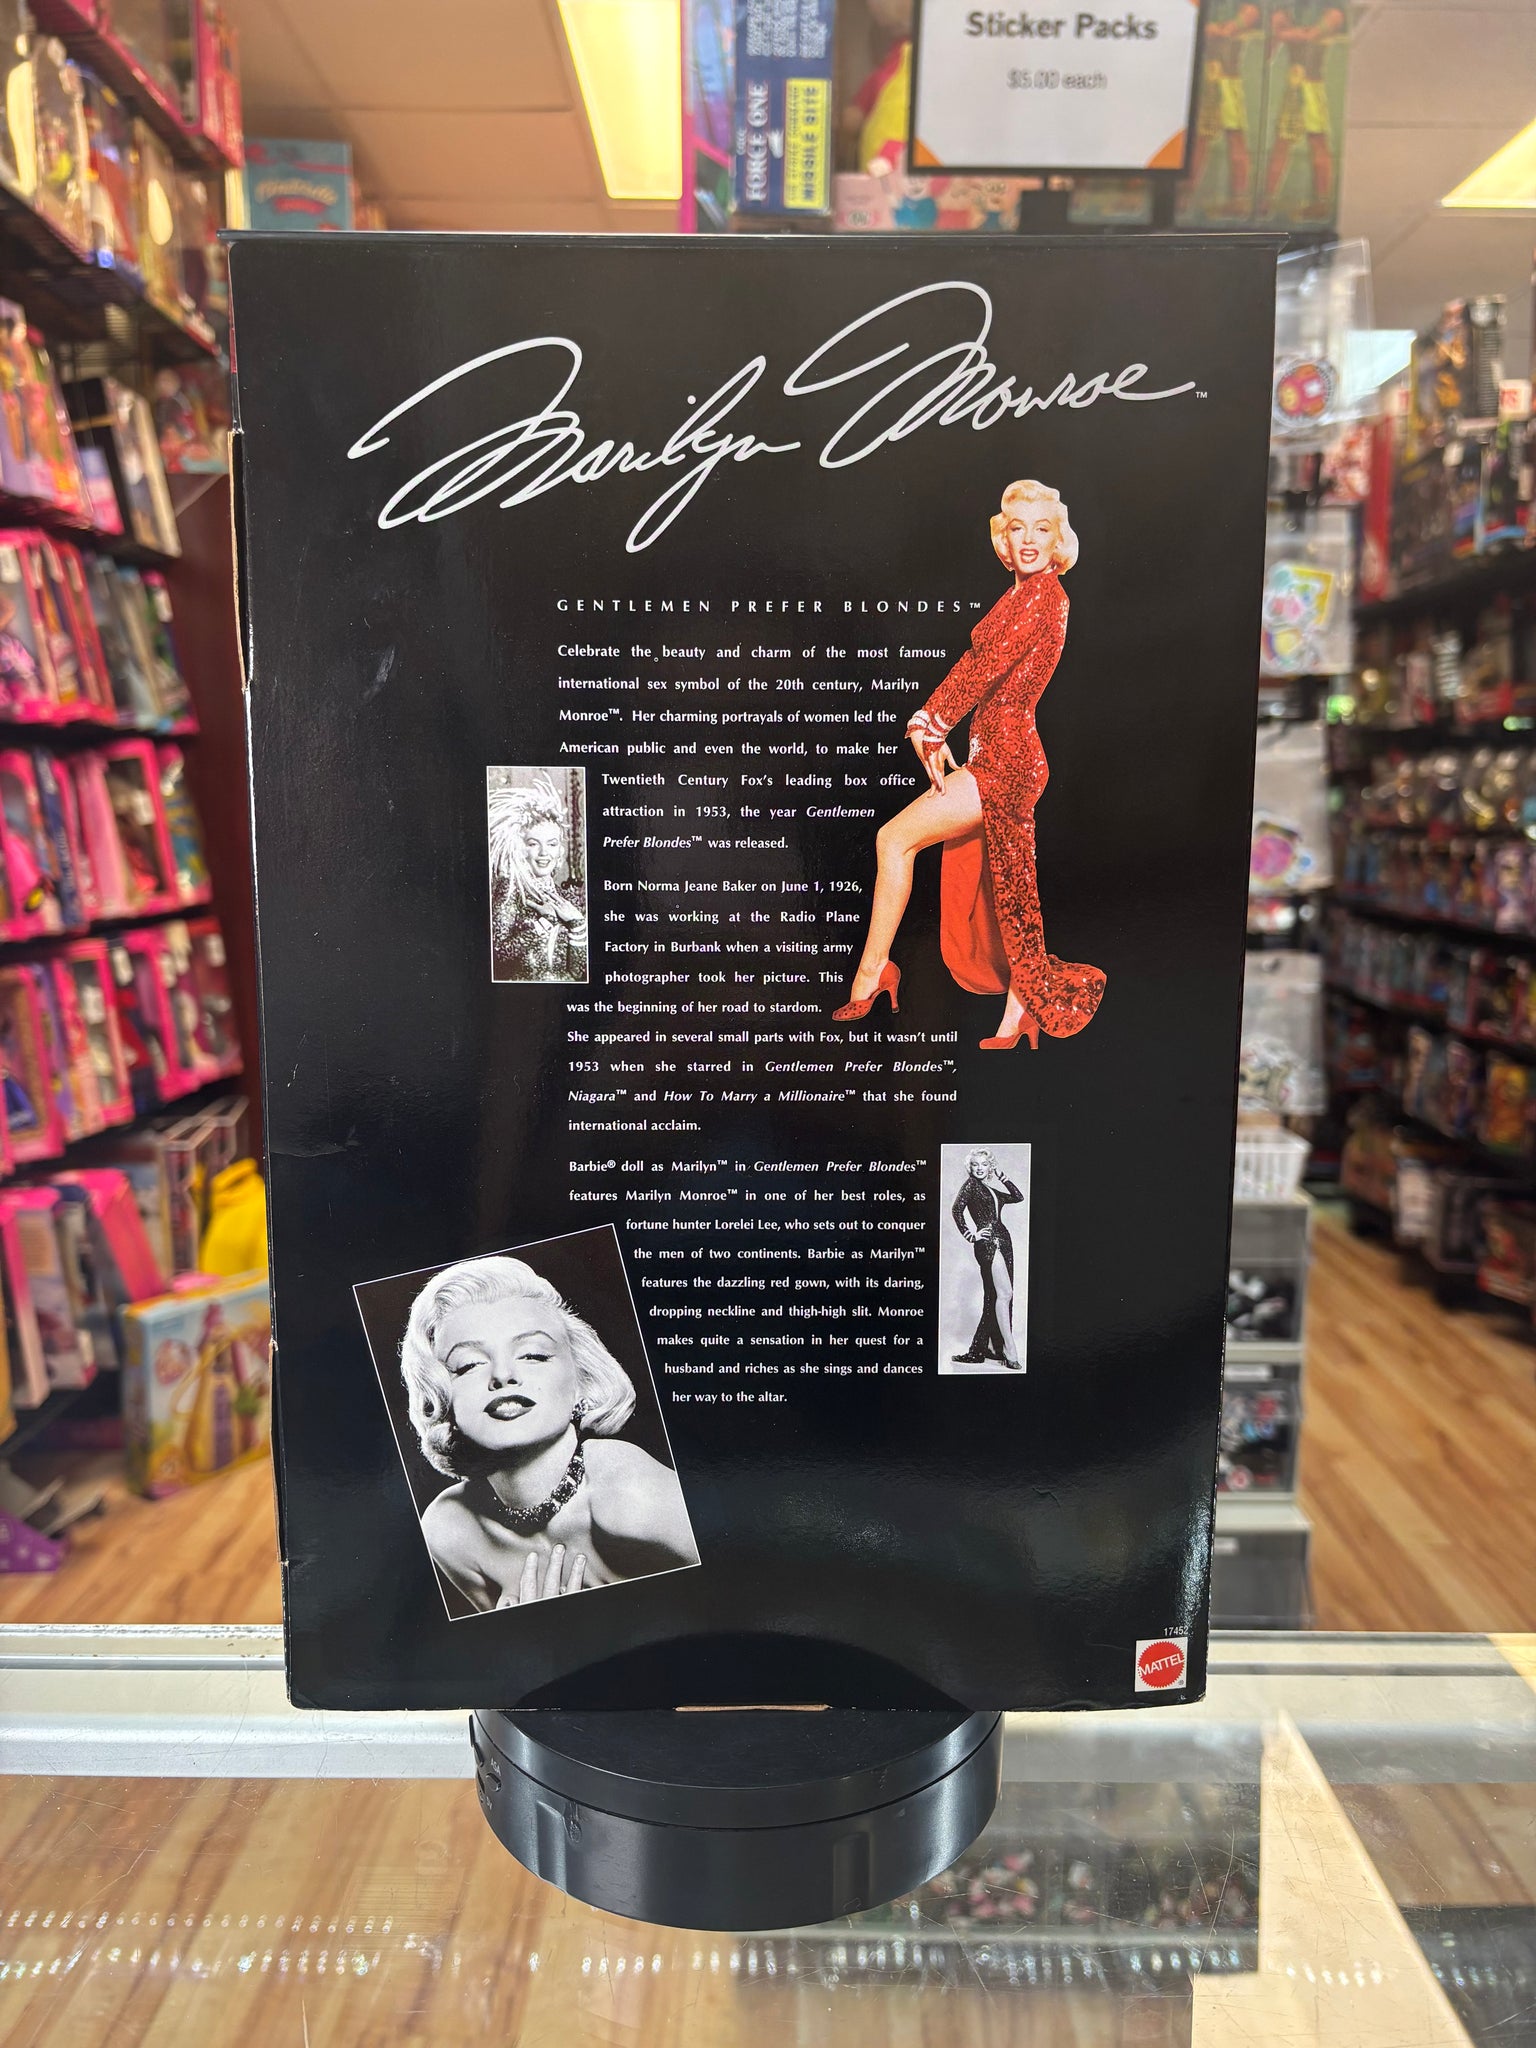 Sticker Packs
$5.00 each
FORCE ONE
Marilyn Monroe™
GENTLEMEN PREFER BLONDES™
Celebrate the beauty and charm of the most famous
international sex symbol of the 20th century, Marilyn
Monroe™. Her charming portrayals of women led the
American public and even the world, to make her
Twentieth Century Fox's leading box office
attraction in 1953, the year Gentlemen
Prefer Blondes™ was released.
Born Norma Jeane Baker on June 1, 1926,
she was working at the Radio Plane
Factory in Burbank when a visiting army
photographer took her picture. This
was the beginning of her road to stardom.
She appeared in several small parts with Fox, but it wasn't until
1953 when she starred in Gentlemen Prefer Blondes™,
Niagara™ and How To Marry a Millionaire™ that she found
international acclaim.
Barbie® doll as Marilyn™ in Gentlemen Prefer Blondes™
features Marilyn Monroe™ in one of her best roles, as
fortune hunter Lorelei Lee, who sets out to conquer
the men of two continents. Barbie as Marilyn™
features the dazzling red gown, with its daring,
dropping neckline and thigh-high slit. Monroe
makes quite a sensation in her quest for a
husband and riches as she sings and dances
her way to the altar.
17452
MATTEL
®